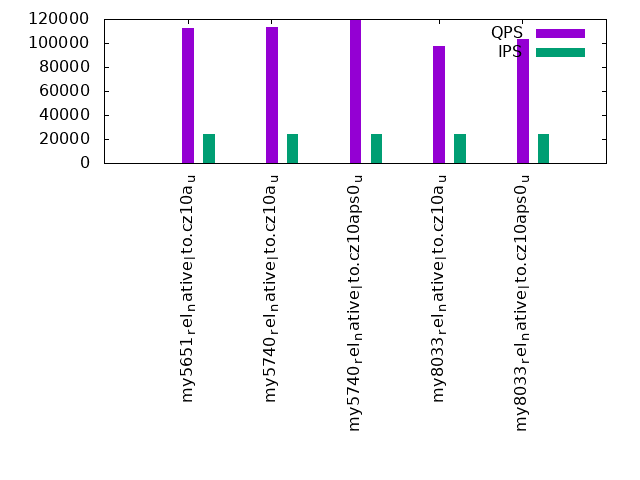 120000
100000
80000
60000
40000
20000
0
QPS
IPS
my5651_rel_native_lto.cz10a_u
my5740_rel_native_lto.cz10a_u
my5740_rel_native_lto.cz10aps0_u
my8033_rel_native_lto.cz10a_u
my8033_rel_native_lto.cz10aps0_u